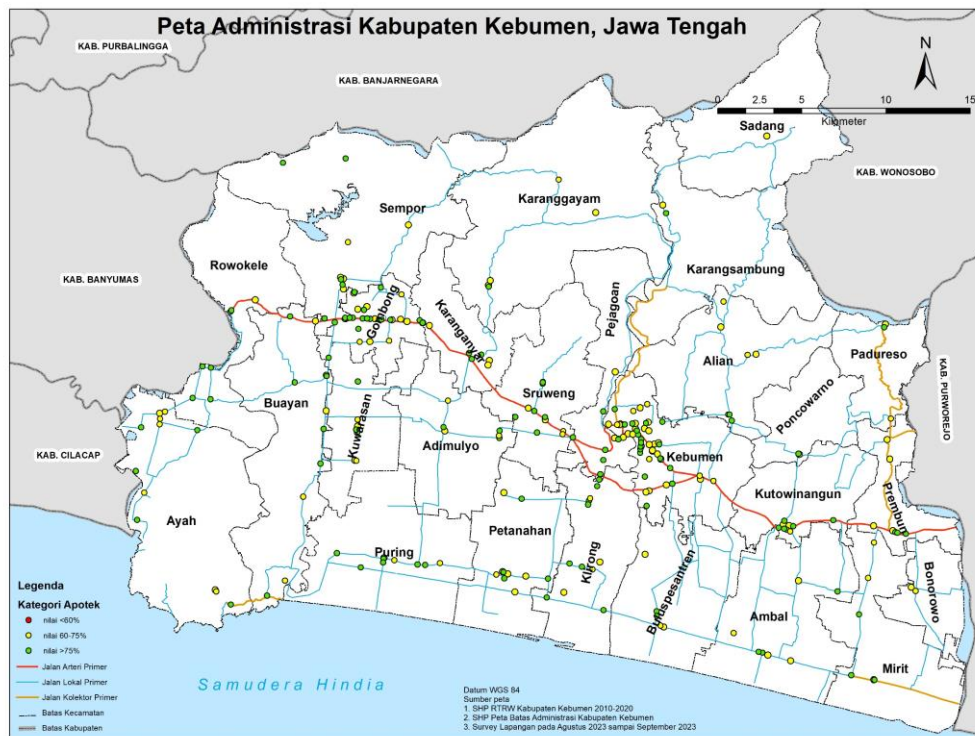 Peta Administrasi Kabupaten Kebumen, Jawa Tengah
KAB. PURBALINGGA
KAB. BANJARNEGARA
N
0 2.5 5 10 15
Kilometer
Sadang
KAB. WONOSOBO
Karanggayam
Sempor
Rowokele
Karangsambung
KAB. BANYUMAS
Gombong
Karanganyar
Pejagoan
Alian
Padureso
KAB. PURWOREJO
Sruweng
Buayan
Poncowarno
Kuwarasan
Adimulyo
Kebumen
KAB. CILACAP
Kutowinangun
Prembun
Ayah
Petanahan
Puring
Klirong
Buluspesantren
Bonorowo
Ambal
Mirit
Samudera Hindia
Legenda
Kategori Apotek
nilai <60%
nilai 60-75%
nilai >75%
Jalan Arteri Primer
Jalan Lokal Primer
Jalan Kolektor Primer
Batas Kecamatan
Batas Kabupaten
Datum WGS 84
Sumber peta
1. SHP RTRW Kabupaten Kebumen 2010-2020
2. SHP Peta Batas Administrasi Kabupaten Kebumen
3. Survey Lapangan pada Agustus 2023 sampai September 2023